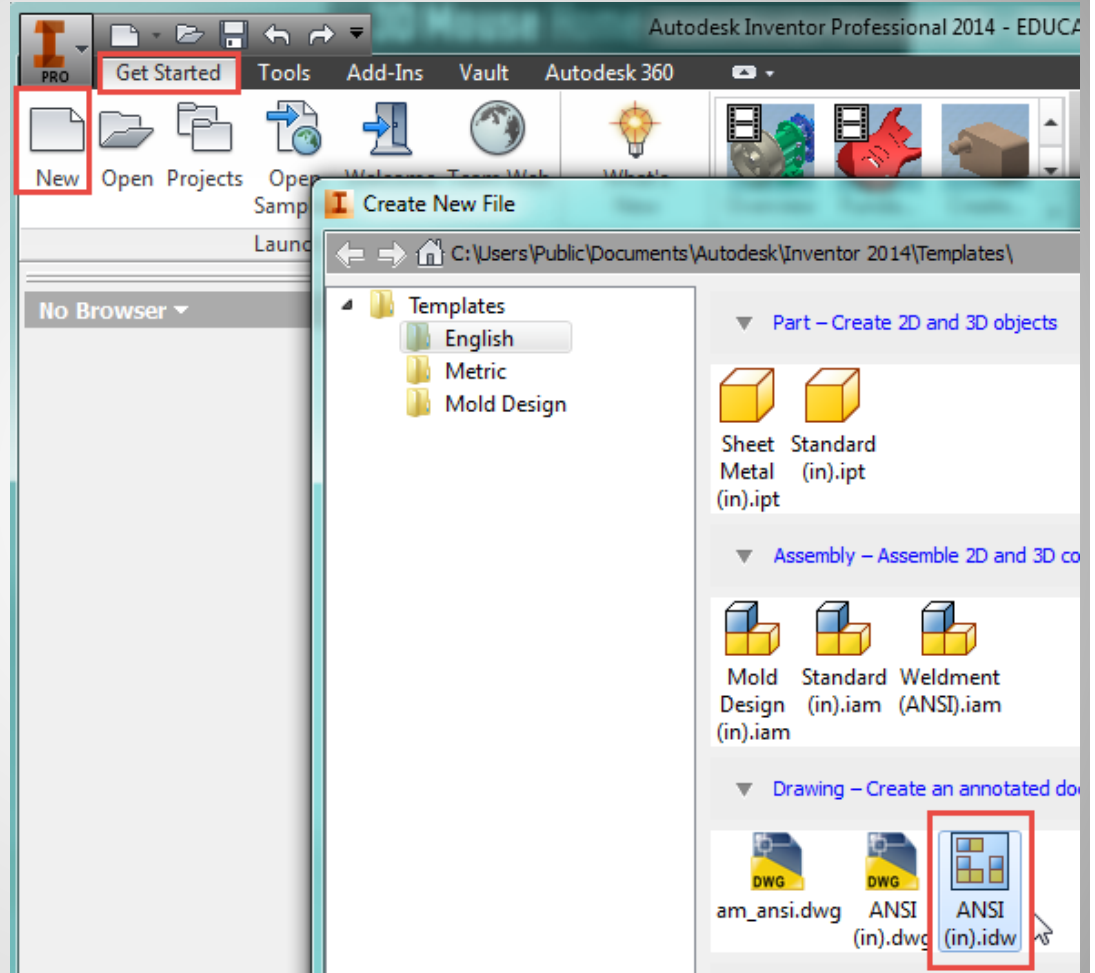 Autodesk Inventor Professional 2014 - EDUCA
PRO
Get Started Tools Add-Ins Vault Autodesk 360
New Open Projects Open Welcome Team Web What's
Samp
Launc
Create New File
C:\Users\Public\Documents\Autodesk\Inventor 2014\Templates\
No Browser
Templates
English
Metric
Mold Design
Part – Create 2D and 3D objects
Sheet Standard
Metal (in).ipt
(in).ipt
Assembly – Assemble 2D and 3D co
Mold Standard Weldment
Design (in).iam (ANSI).iam
(in).iam
Drawing – Create an annotated do
DWG DWG
am_ansi.dwg ANSI ANSI
(in).dwg (in).idw